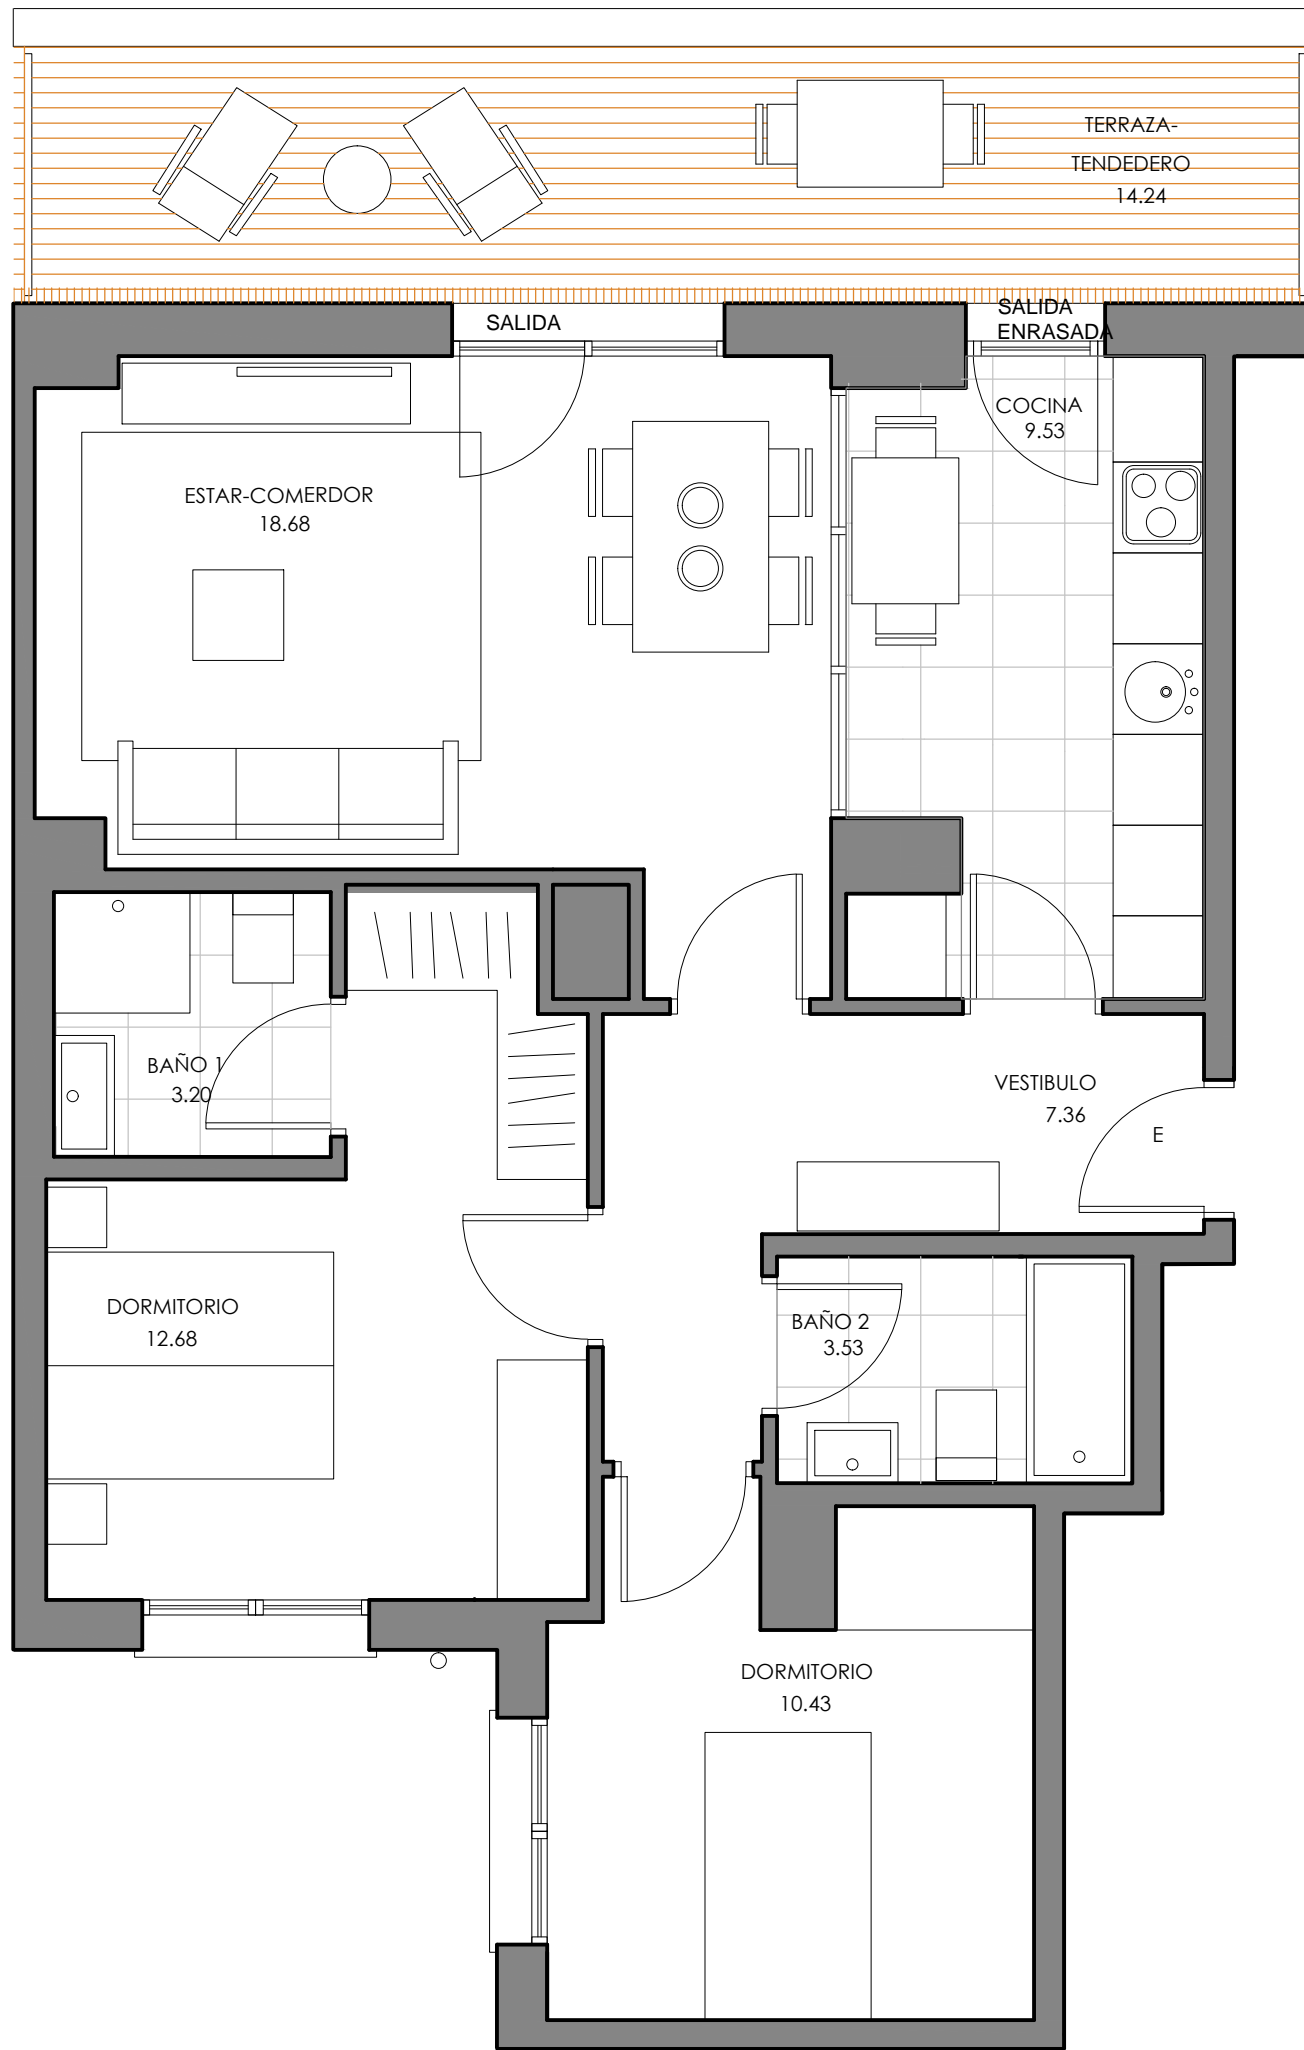 TERRAZA-
TENDEDERO
14.24
SALIDA
SALIDA
ENRASADA
COCINA
9.53
ESTAR-COMERDOR
18.68
BAÑO 1
3.20
VESTIBULO
7.36
E
DORMITORIO
12.68
BAÑO 2
3.53
DORMITORIO
10.43